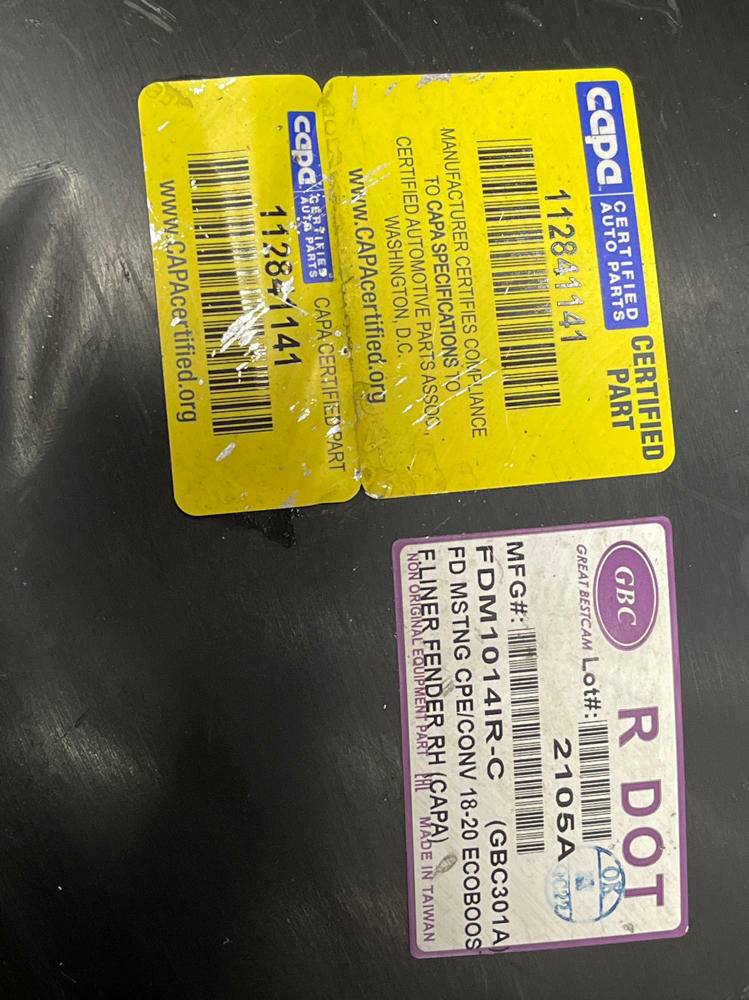 capa CERTIFIED AUTO PARTS
CERTIFIED
PART
112841141
MANUFACTURER CERTIFIES COMPLIANCE
TO CAPA SPECIFICATIONS TO
CERTIFIED AUTOMOTIVE PARTS ASSOC.,
WASHINGTON, D.C.
www.CAPAcertified.org
capa CERTIFIED AUTO PARTS
CAPA CERTIFIED PART
112841141
www.CAPAcertified.org
GBC
R DOT
GREAT BESTCAM
Lot#:
2105A
OK
MFG#:
FDM1014IR-C (GBC301A)
FD MSTNG CPE/CONV 18-20 ECOBOOS
F.LINER FENDER RH (CAPA)
NON ORIGINAL EQUIPMENT PART
MADE IN TAIWAN